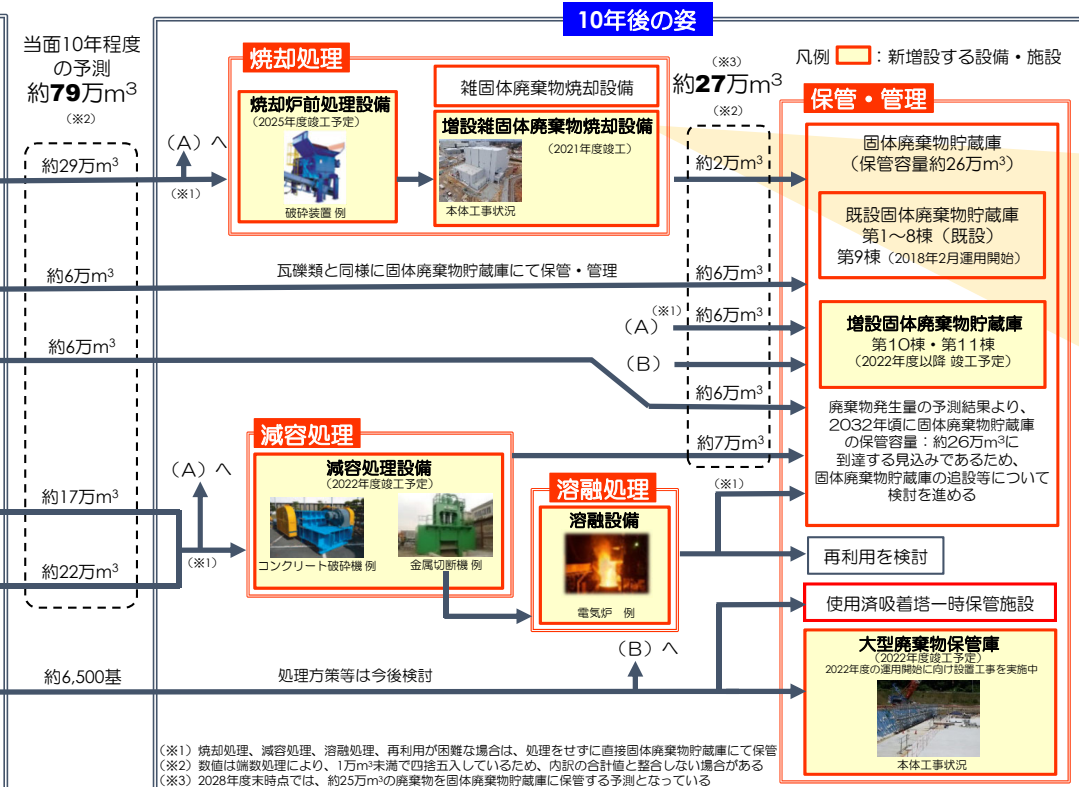 10年後の姿
当面10年程度
の予測
約79万m³
(※2)
約29万m³
約6万m³
約6万m³
約17万m³
約22万m³
約6,500基
(A)へ
(※1)
焼却処理
焼却炉前処理設備
(2025年度竣工予定)
破砕装置 例
雑固体廃棄物焼却設備
増設雑固体廃棄物焼却設備
(2021年度竣工)
本体工事状況
瓦礫類と同様に固体廃棄物貯蔵庫にて保管・管理
(A)へ
(※1)
減容処理
減容処理設備
(2022年度竣工予定)
コンクリート破砕機 例
金属切断機 例
溶融処理
溶融設備
電気炉 例
処理方策等は今後検討
(B)へ
(※3)
約27万m³
(※2)
約2万m³
約6万m³
(A)
(※1)
約6万m³
(B)
約6万m³
約7万m³
(※1)
凡例
:新増設する設備・施設
保管・管理
固体廃棄物貯蔵庫
(保管容量約26万m³)
既設固体廃棄物貯蔵庫
第1~8棟(既設)
第9棟(2018年2月運用開始)
増設固体廃棄物貯蔵庫
第10棟・第11棟
(2022年度以降 竣工予定)
廃棄物発生量の予測結果より、
2032年頃に固体廃棄物貯蔵庫
の保管容量:約26万m³に
到達する見込みであるため、
固体廃棄物貯蔵庫の追設等について
検討を進める
再利用を検討
使用済吸着塔一時保管施設
大型廃棄物保管庫
(2022年度竣工予定)
2022年度の運用開始に向け設置工事を実施中
本体工事状況
(※1)焼却処理、減容処理、溶融処理、再利用が困難な場合は、処理をせずに直接固体廃棄物貯蔵庫にて保管
(※2)数値は端数処理により、1万m³未満で四捨五入しているため、内訳の合計値と整合しない場合がある
(※3)2028年度末時点では、約25万m³の廃棄物を固体廃棄物貯蔵庫に保管する予測となっている